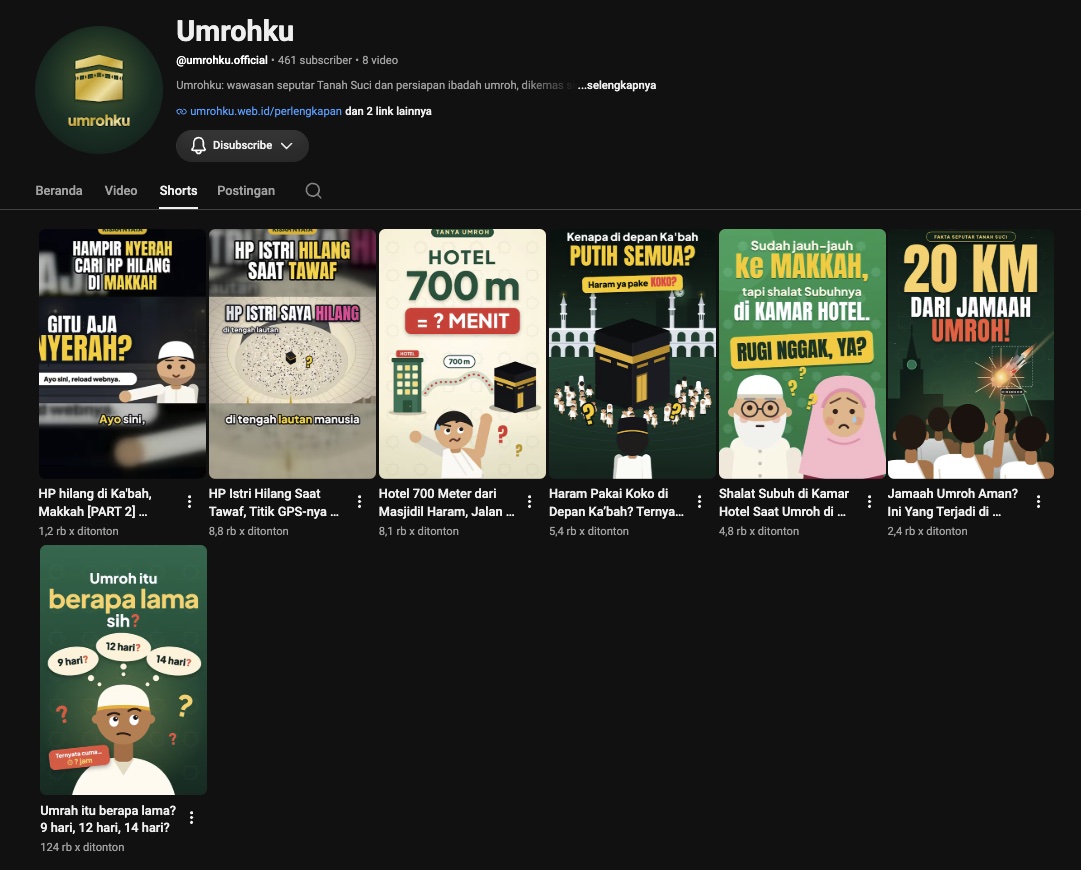 Umrohku
@umrohku.official • 461 subscriber • 8 video
Umrohku: wawasan seputar Tanah Suci dan persiapan ibadah umroh, dikemas ...selengkapnya
umrohku.web.id/perlengkapan dan 2 link lainnya
umrohku
Disubscribe
Beranda
Video
Shorts
Postingan
HAMPIR NYERAH
CARI HP HILANG
DI MAKKAH
GITU AJA
NYERAH?
Ayo sini, reload webnya.
Ayo sini,
HP hilang di Ka'bah,
Makkah [PART 2] ...
1,2 rb x ditonton
HP ISTRI HILANG
SAAT TAWAF
HP ISTRI SAYA HILANG
di tengah lautan
?
di tengah lautan manusia
HP Istri Hilang Saat
Tawaf, Titik GPS-nya ...
8,8 rb x ditonton
TANYA UMROH
HOTEL
700 m
= ? MENIT
HOTEL
700 m
?
?
Hotel 700 Meter dari
Masjidil Haram, Jalan ...
8,1 rb x ditonton
Kenapa di depan Ka'bah
PUTIH SEMUA?
Haram ya pake KOKO?
?
?
Haram Pakai Koko di
Depan Ka'bah? Ternya...
5,4 rb x ditonton
Sudah jauh-jauh
ke MAKKAH,
tapi shalat Subuhnya
di KAMAR HOTEL.
RUGI NGGAK, YA?
?
?
?
Shalat Subuh di Kamar
Hotel Saat Umroh di ...
4,8 rb x ditonton
FAKTA SEPUTAR TANAH SUCI
20 KM
DARI JAMAAH
UMROH!
Jamaah Umroh Aman?
Ini Yang Terjadi di ...
2,4 rb x ditonton
Umroh itu
berapa lama
sih?
9 hari?
12 hari?
14 hari?
?
?
?
Ternyata cuma...
? jam
Umrah itu berapa lama?
9 hari, 12 hari, 14 hari?
124 rb x ditonton